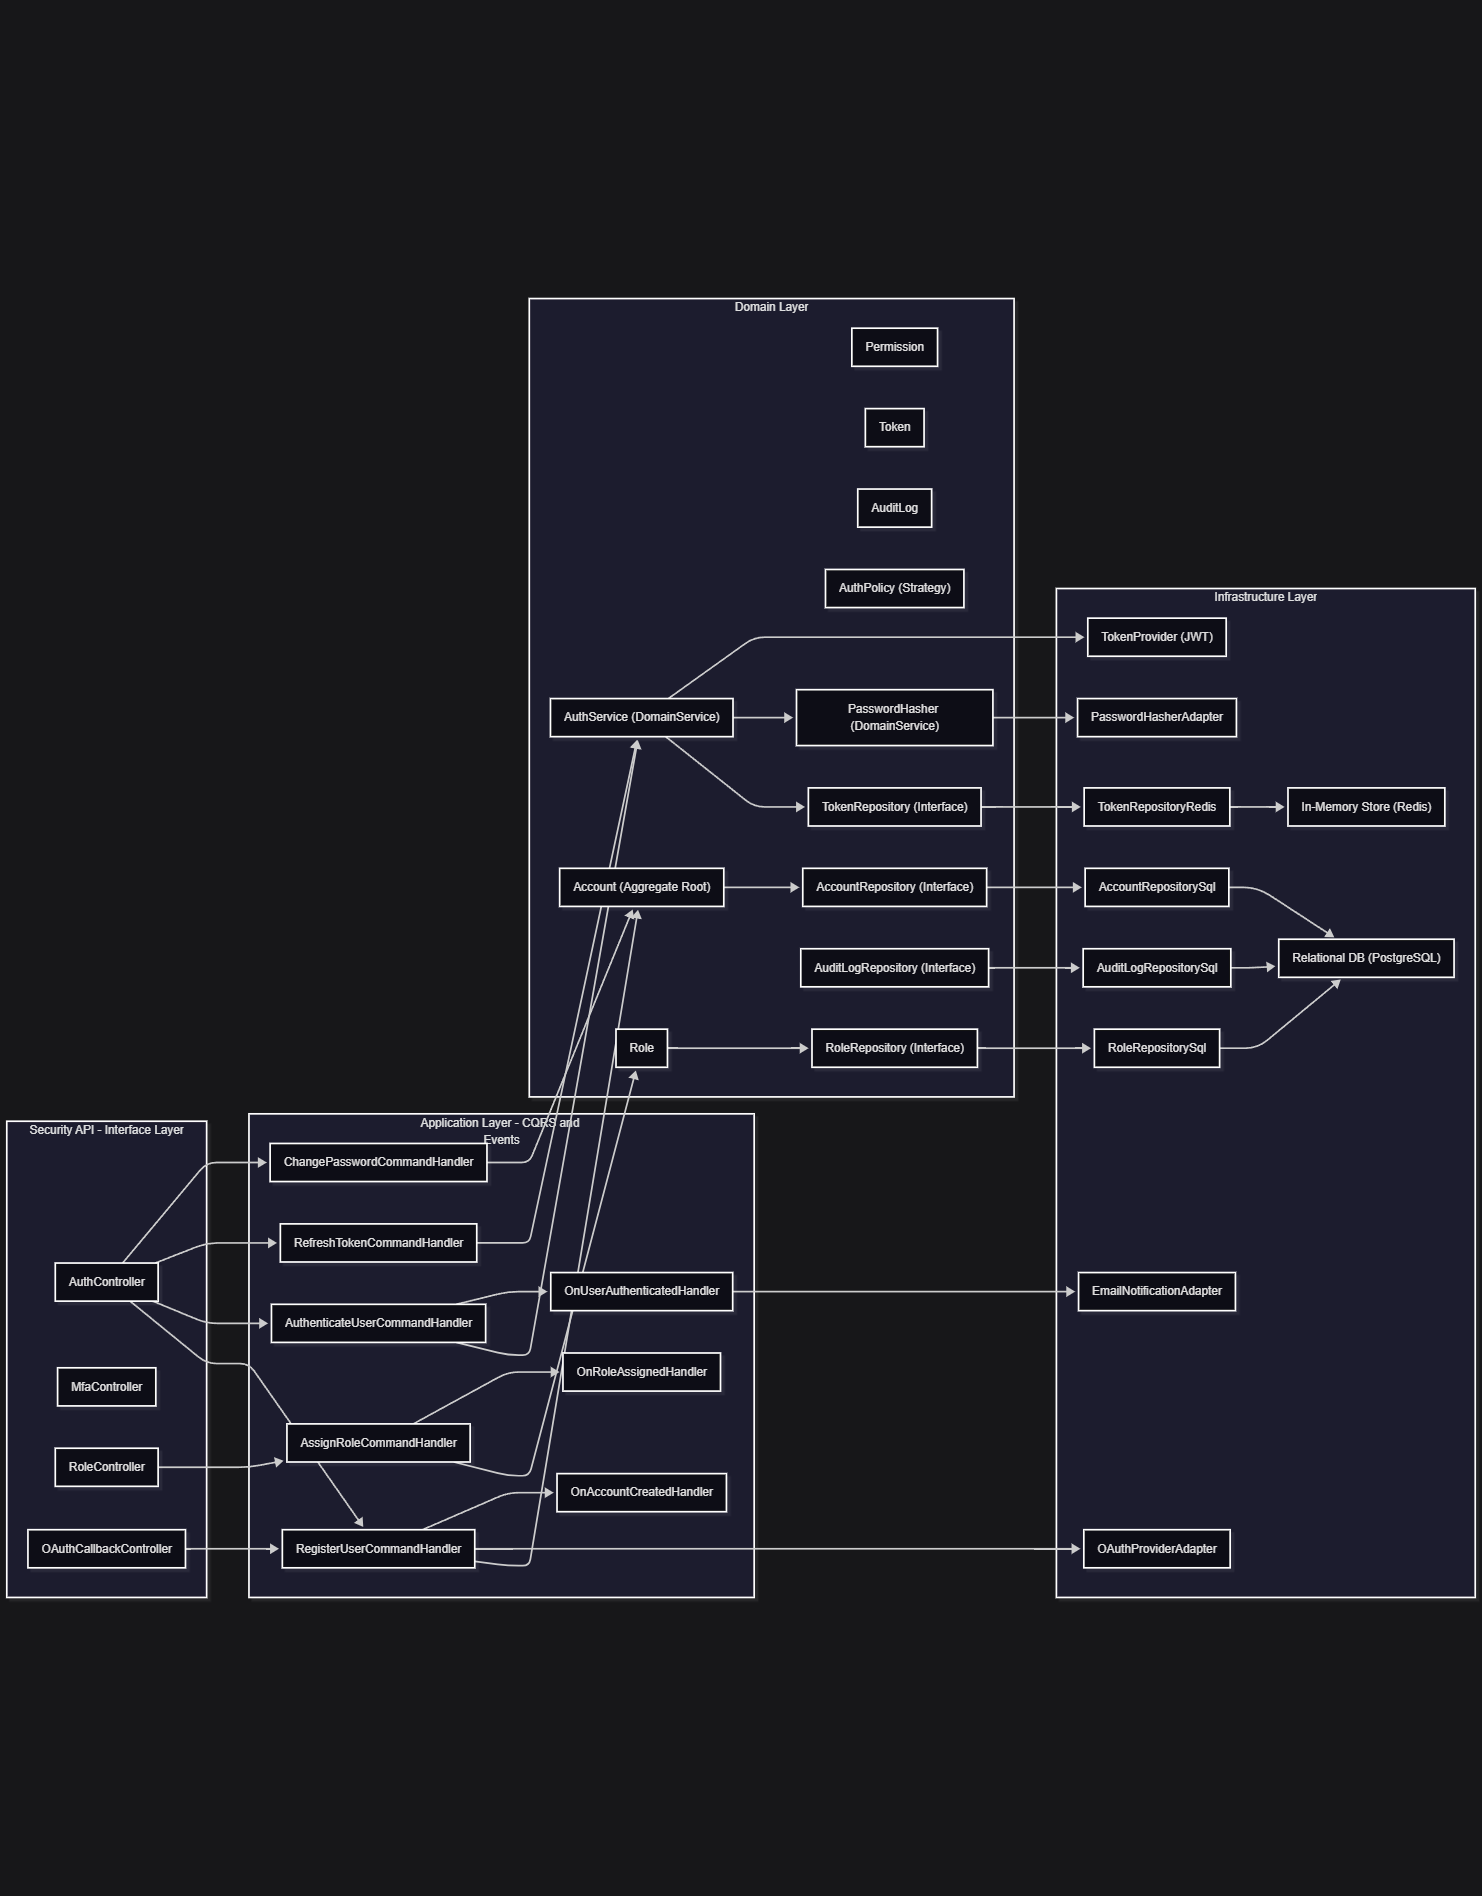 Domain Layer
Permission
Token
AuditLog
AuthPolicy (Strategy)
AuthService (DomainService)
PasswordHasher
(DomainService)
TokenRepository (Interface)
Account (Aggregate Root)
AccountRepository (Interface)
AuditLogRepository (Interface)
Role
RoleRepository (Interface)
Infrastructure Layer
TokenProvider (JWT)
PasswordHasherAdapter
TokenRepositoryRedis
In-Memory Store (Redis)
AccountRepositorySql
Relational DB (PostgreSQL)
AuditLogRepositorySql
RoleRepositorySql
EmailNotificationAdapter
OAuthProviderAdapter
Security API - Interface Layer
AuthController
MfaController
RoleController
OAuthCallbackController
Application Layer - CQRS and
Events
ChangePasswordCommandHandler
RefreshTokenCommandHandler
AuthenticateUserCommandHandler
AssignRoleCommandHandler
RegisterUserCommandHandler
OnUserAuthenticatedHandler
OnRoleAssignedHandler
OnAccountCreatedHandler